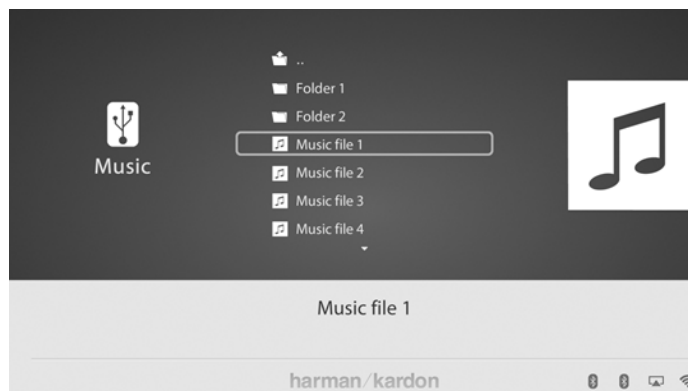 ..
Folder 1
Folder 2
Music file 1
Music
Music file 2
Music file 3
Music file 4
Music file 1
harman/kardon